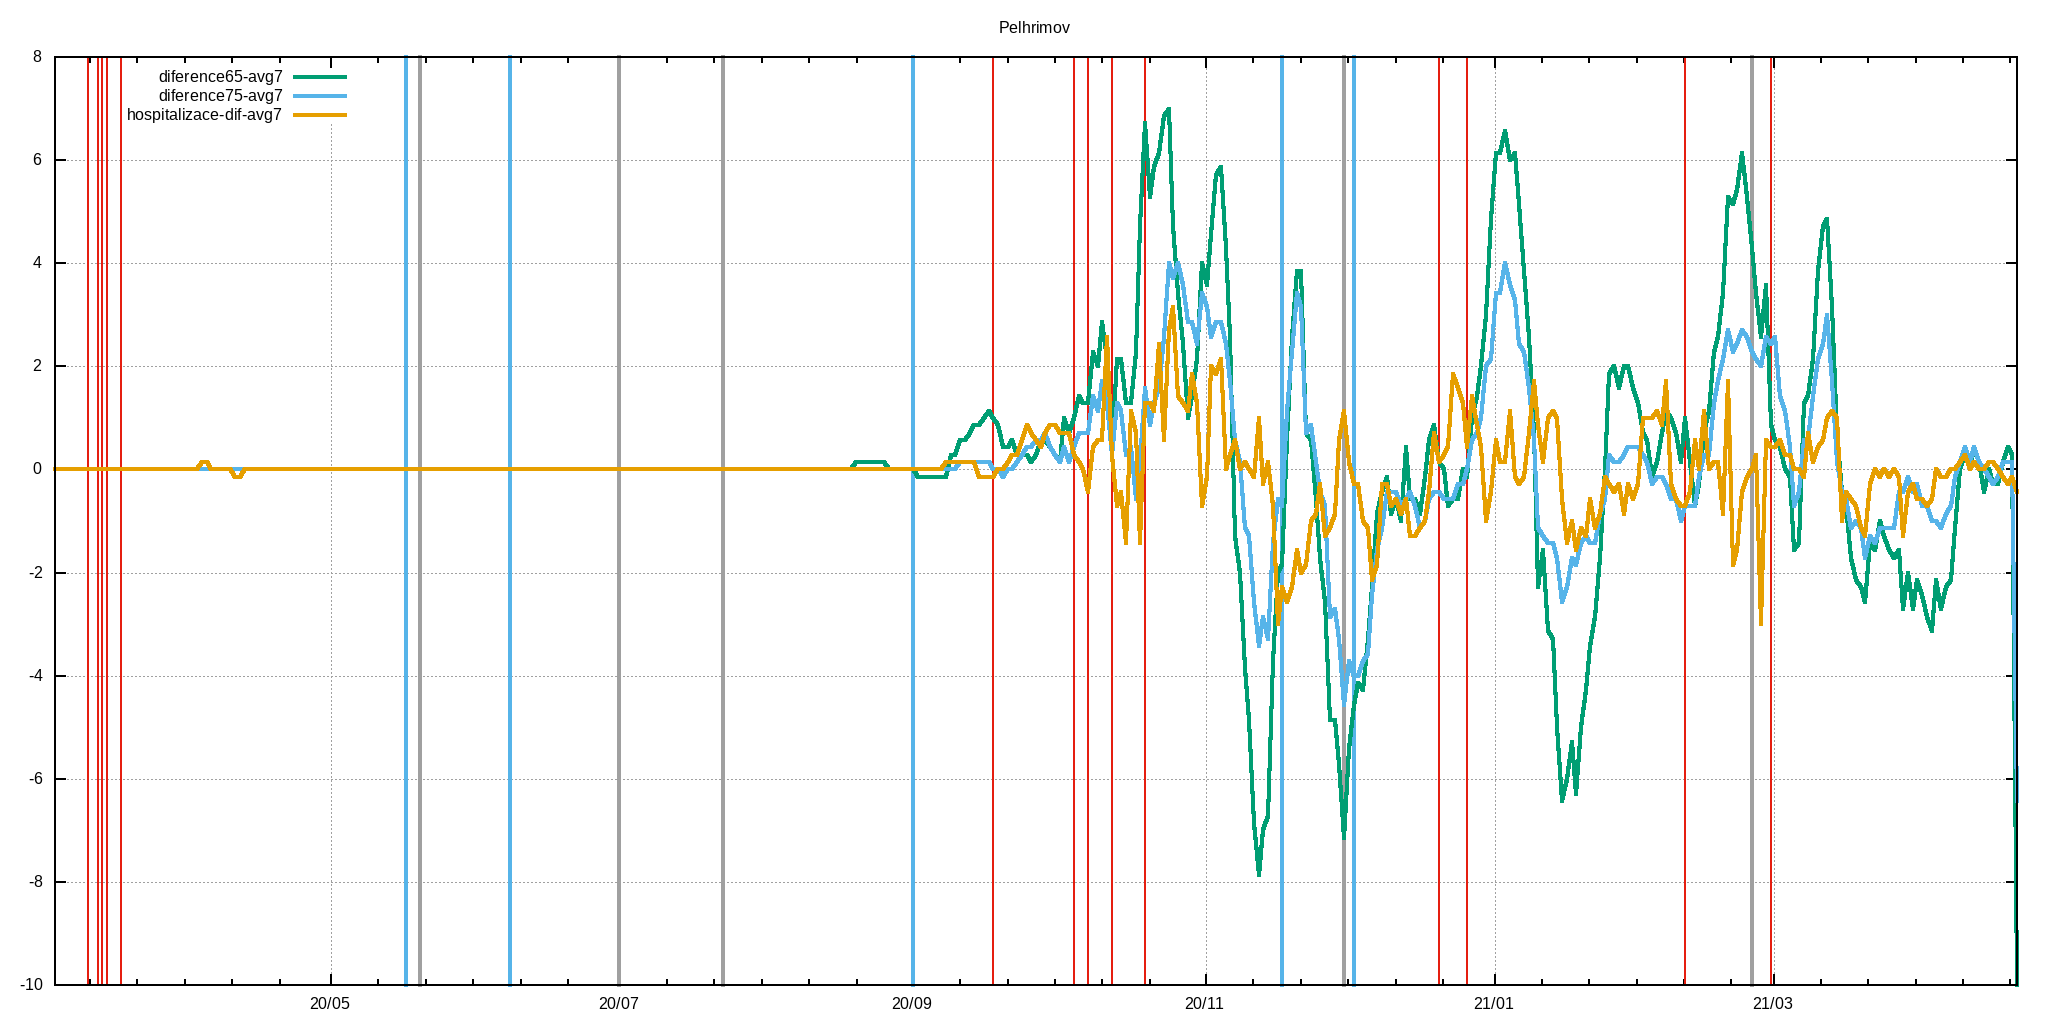 Pelhrimov
diference65-avg7
diference75-avg7
hospitalizace-dif-avg7
8
6
4
2
0
-2
-4
-6
-8
-10
20/05 20/07 20/09 20/11 21/01 21/03